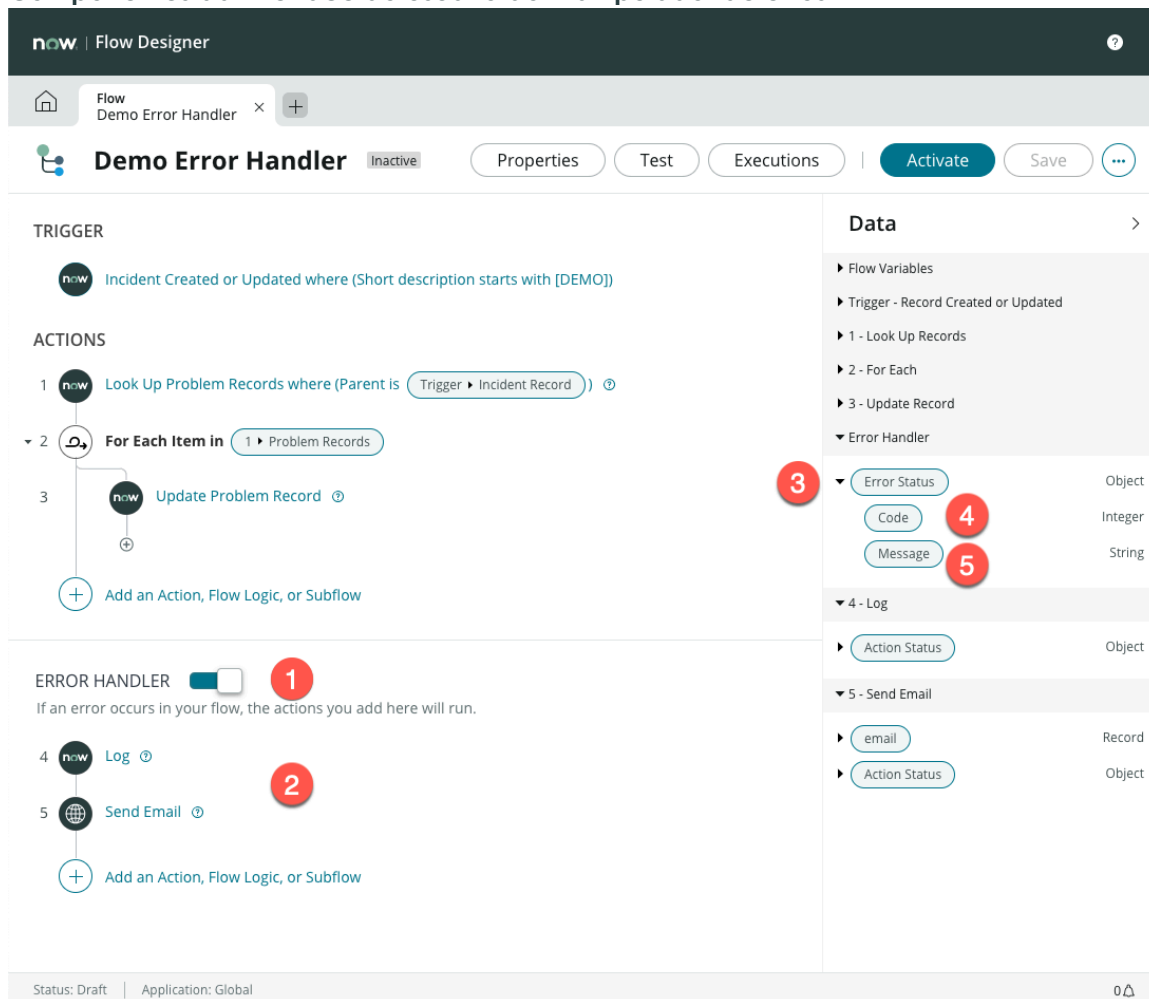 now. | Flow Designer
Flow
Demo Error Handler
Demo Error Handler Inactive Properties Test Executions Activate Save
TRIGGER
now Incident Created or Updated where (Short description starts with [DEMO])
ACTIONS
1 now Look Up Problem Records where (Parent is Trigger ▸ Incident Record )
2 For Each Item in 1 ▸ Problem Records
3 now Update Problem Record
Add an Action, Flow Logic, or Subflow
ERROR HANDLER 1
If an error occurs in your flow, the actions you add here will run.
4 now Log
2
5 Send Email
Add an Action, Flow Logic, or Subflow
Data
Flow Variables
Trigger - Record Created or Updated
1 - Look Up Records
2 - For Each
3 - Update Record
Error Handler
3 Error Status Object
Code 4 Integer
Message 5 String
4 - Log
Action Status Object
5 - Send Email
email Record
Action Status Object
Status: Draft | Application: Global 0